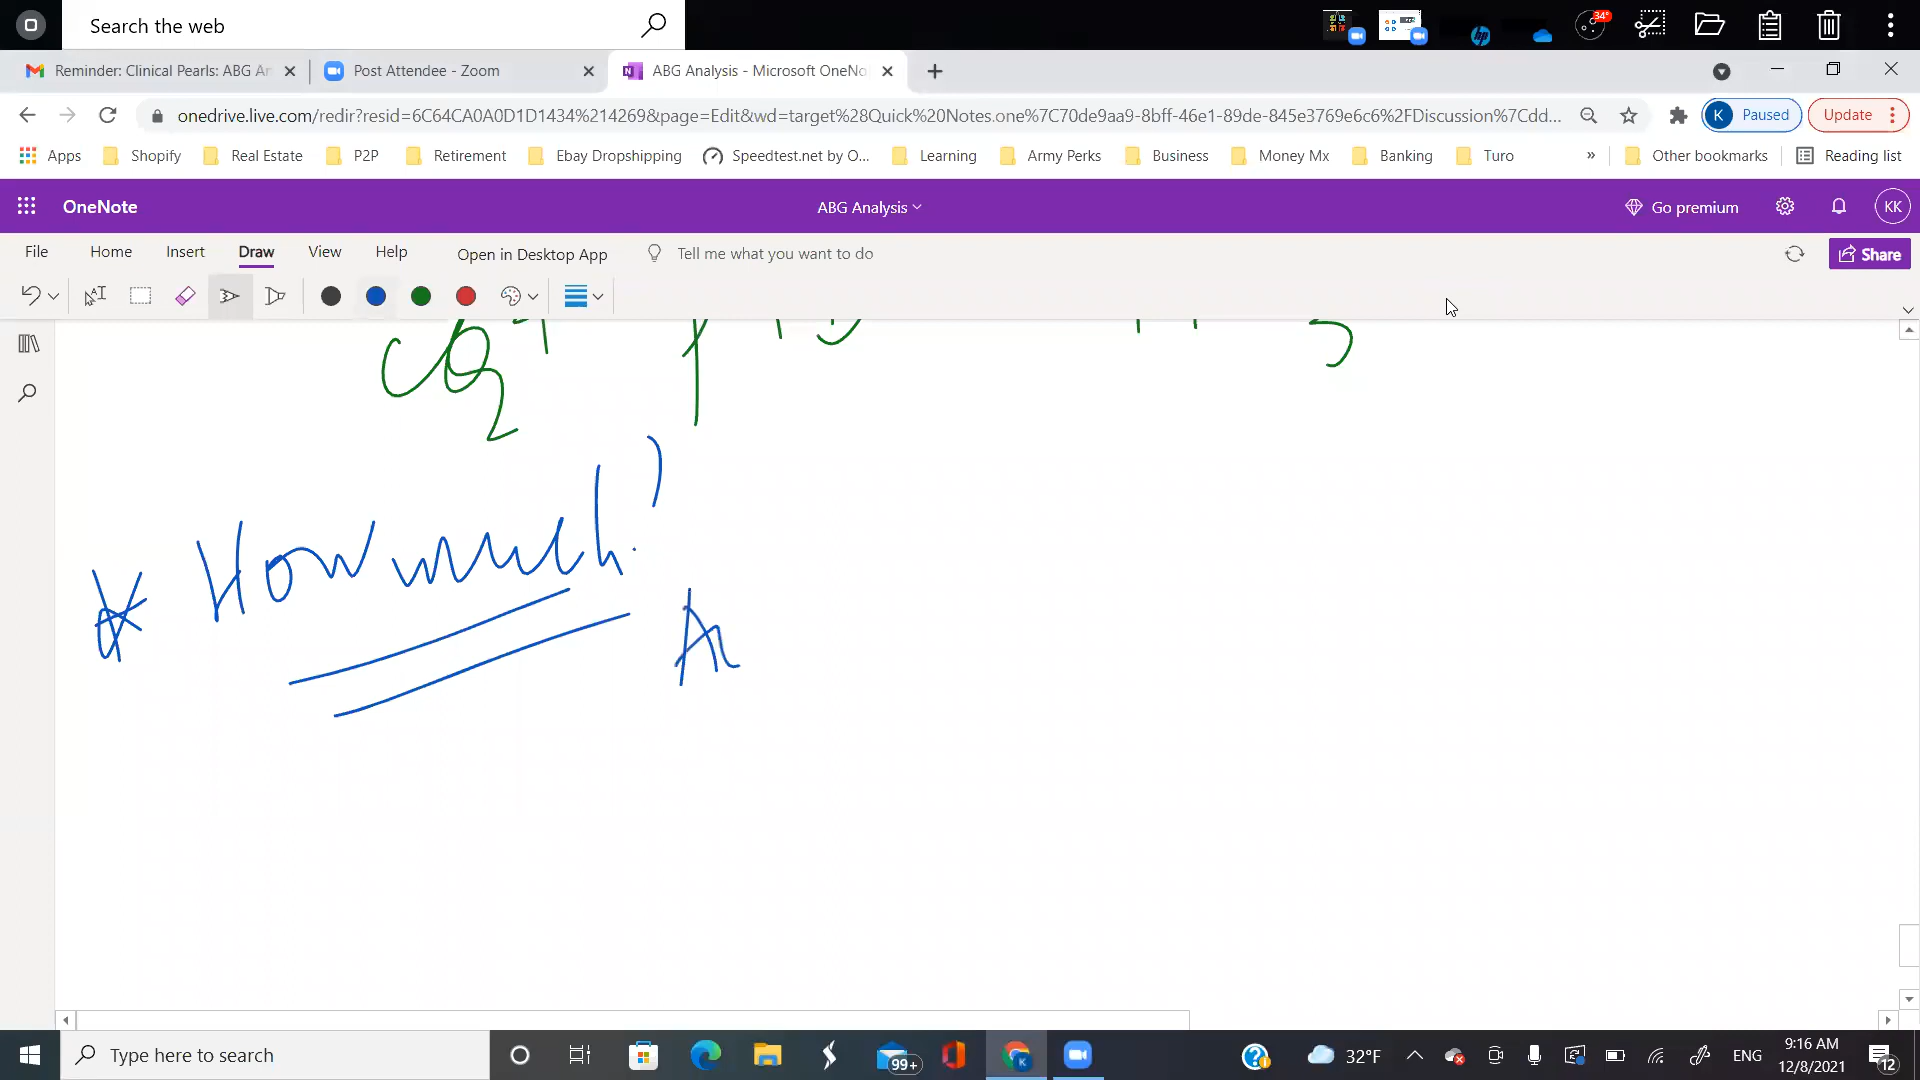 Search the web
34°
Reminder: Clinical Pearls: ABG An
Post Attendee - Zoom
ABG Analysis - Microsoft OneNo
onedrive.live.com/redir?resid=6C64CA0A0D1D1434%214269&page=Edit&wd=target%28Quick%20Notes.one%7C70de9aa9-8bff-46e1-89de-845e3769e6c6%2FDiscussion%7Cdd...
K Paused Update
Apps Shopify Real Estate P2P Retirement Ebay Dropshipping Speedtest.net by O... Learning Army Perks Business Money Mx Banking Turo » Other bookmarks Reading list
OneNote ABG Analysis Go premium KK
File Home Insert Draw View Help Open in Desktop App Tell me what you want to do Share
How much?
Type here to search 99+ 32°F ENG 9:16 AM
12/8/2021 12